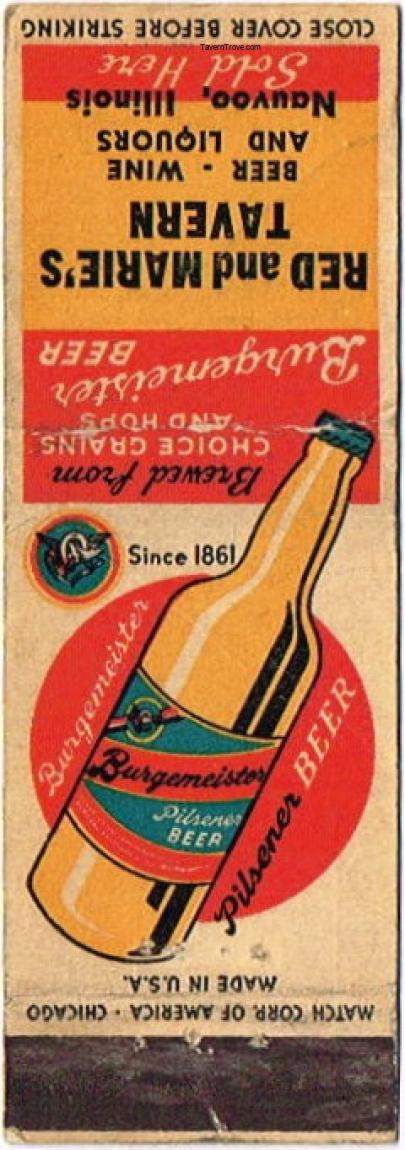 CLOSE COVER BEFORE STRIKING
TavernTrove.com
Sold Here
Nauvoo, Illinois
AND LIQUORS
BEER - WINE
TAVERN
RED and MARIE'S
Burgemeister
BEER
Brewed from
CHOICE GRAINS
AND HOPS
Since 1861
Burgemeister
Burgemeister
Pilsener
BEER
Pilsener BEER
MADE IN U.S.A.
MATCH CORP. OF AMERICA · CHICAGO